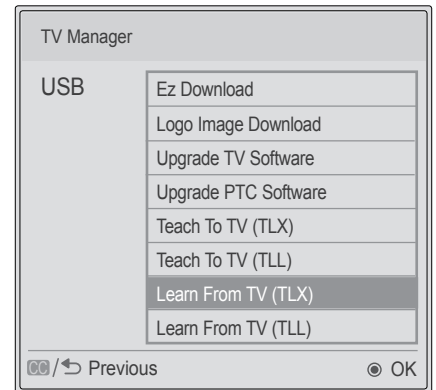 TV Manager
USB
Ez Download
Logo Image Download
Upgrade TV Software
Upgrade PTC Software
Teach To TV (TLX)
Teach To TV (TLL)
Learn From TV (TLX)
Learn From TV (TLL)
CC/ Previous
OK